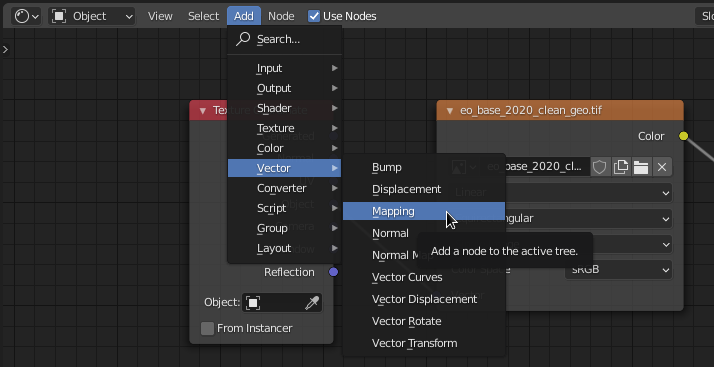 Object View Select Add Node Use Nodes Slo
Search...
Input
Output
Shader
Texture
Color
Vector
Converter
Script
Group
Layout
Bump
Displacement
Mapping
Normal
Normal M
Vector Curves
Vector Displacement
Vector Rotate
Vector Transform
Add a node to the active tree.
Reflection
Object:
From Instancer
eo_base_2020_clean_geo.tif
Color
eo_base_2020_cl...
Linear
sRGB